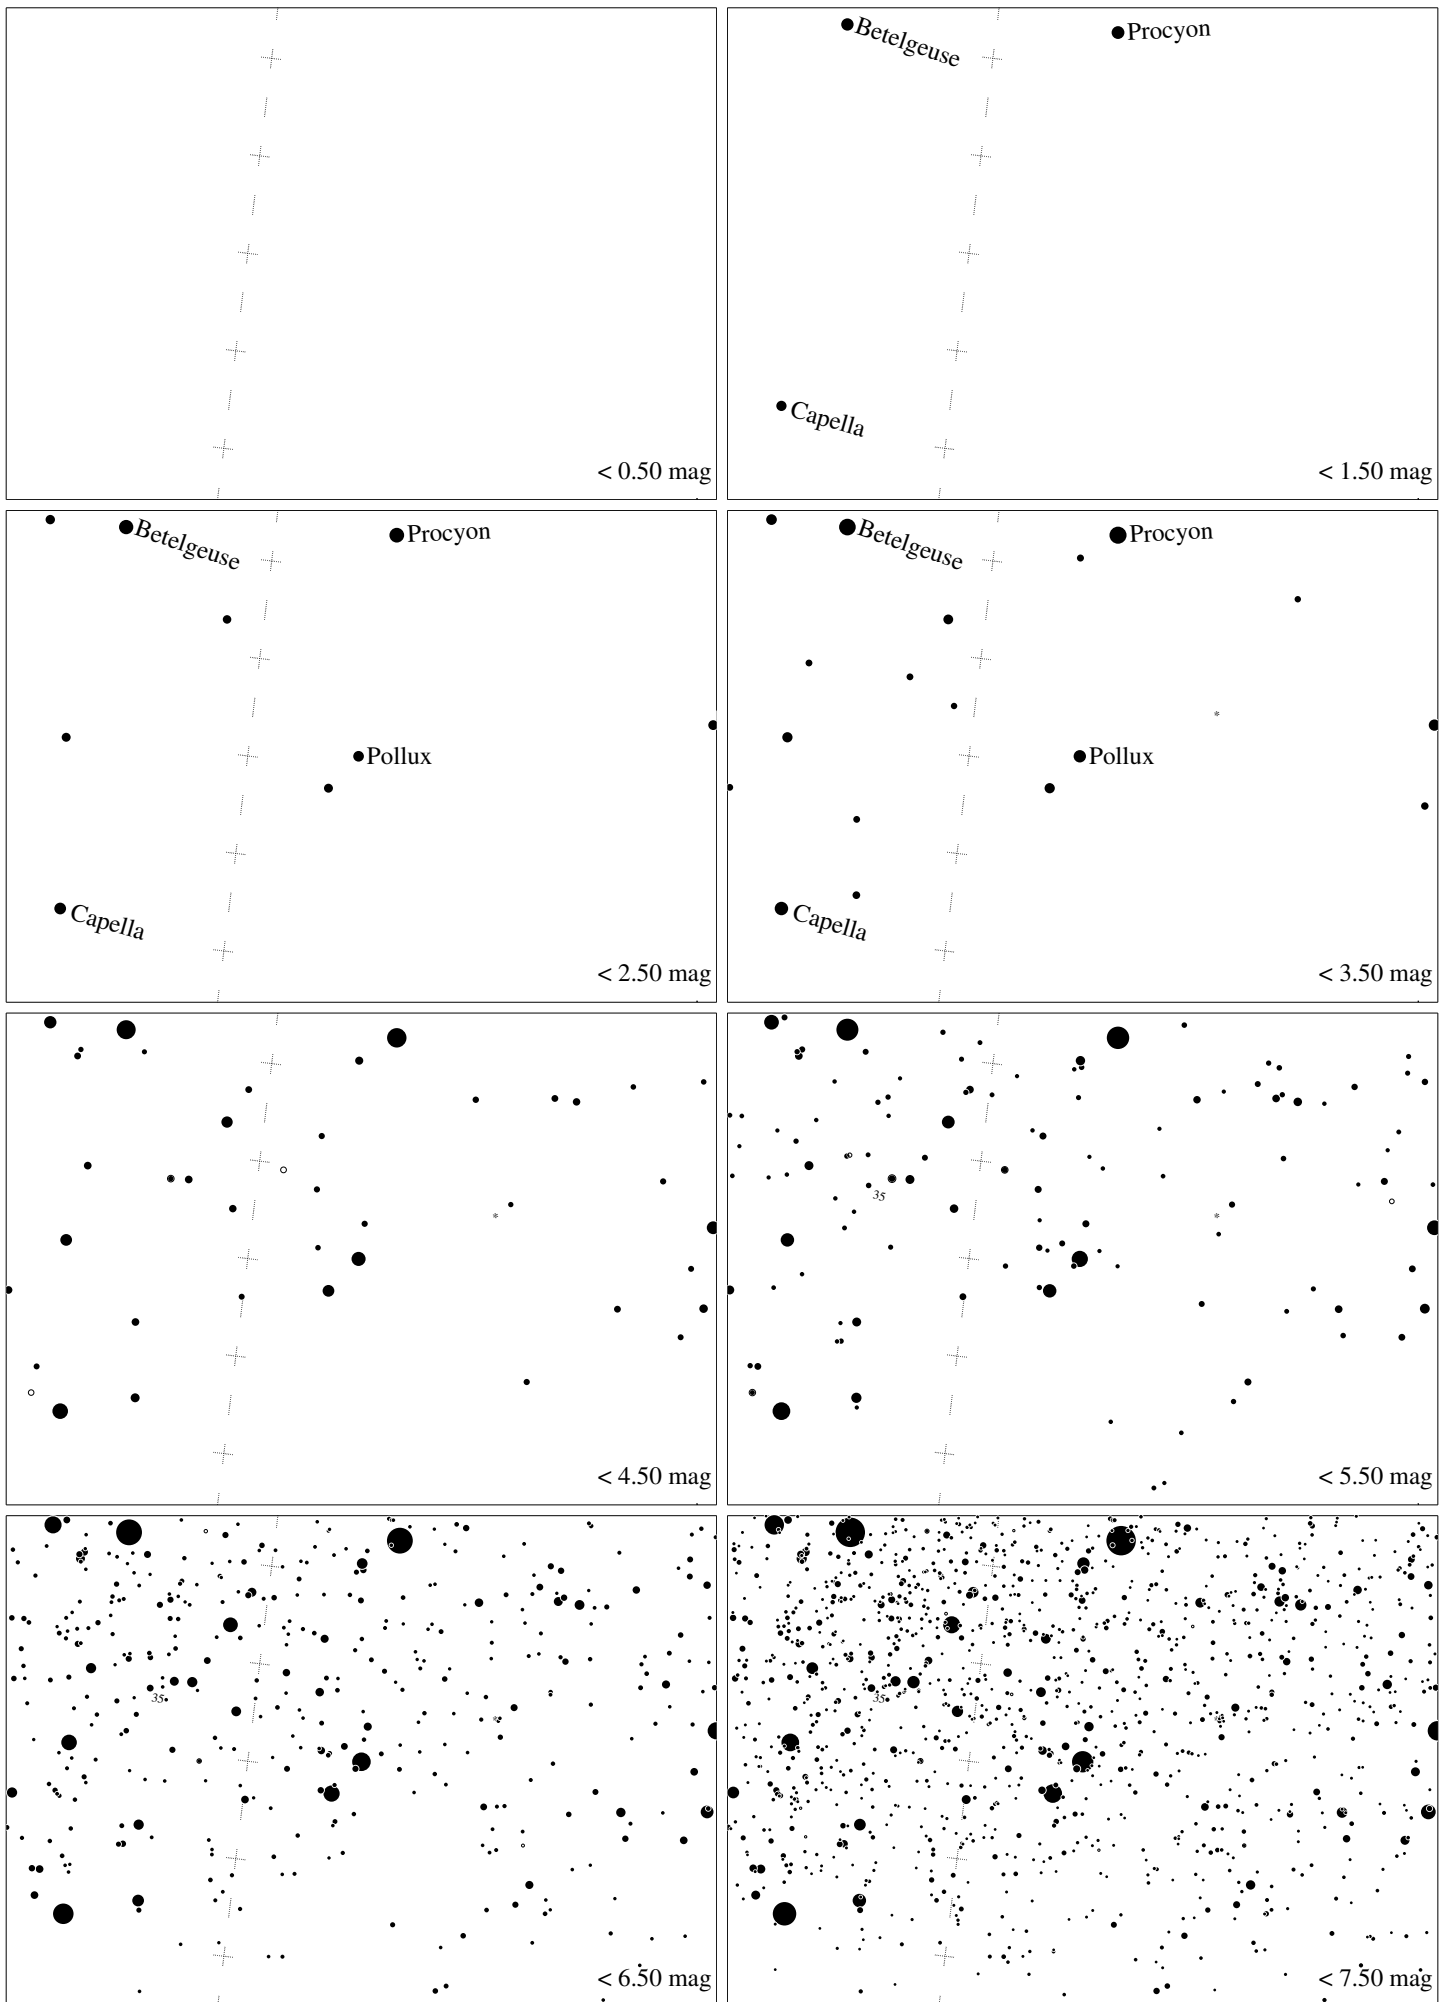 < 0.50 mag
Betelgeuse
Procyon
Capella
< 1.50 mag
Betelgeuse
Procyon
Pollux
Capella
< 2.50 mag
Betelgeuse
Procyon
Pollux
Capella
< 3.50 mag
< 4.50 mag
35
< 5.50 mag
35
< 6.50 mag
35
< 7.50 mag